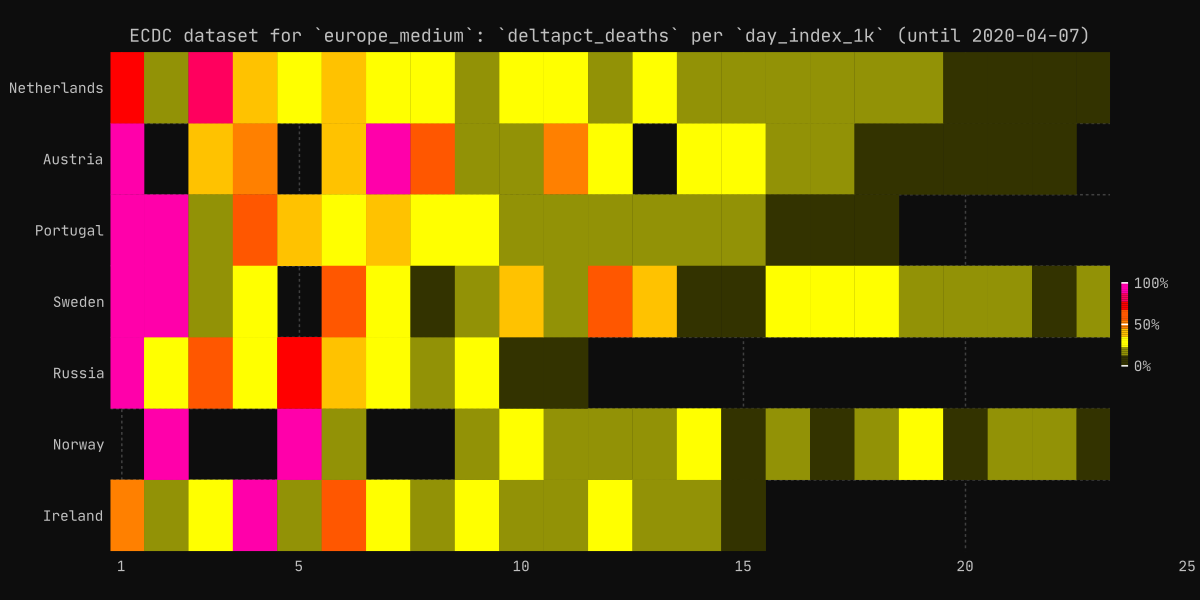 ECDC dataset for `europe_medium`: `deltapct_deaths` per `day_index_1k` (until 2020-04-07)
Netherlands
Austria
Portugal
Sweden
Russia
Norway
Ireland
100%
50%
0%
1 5 10 15 20 25